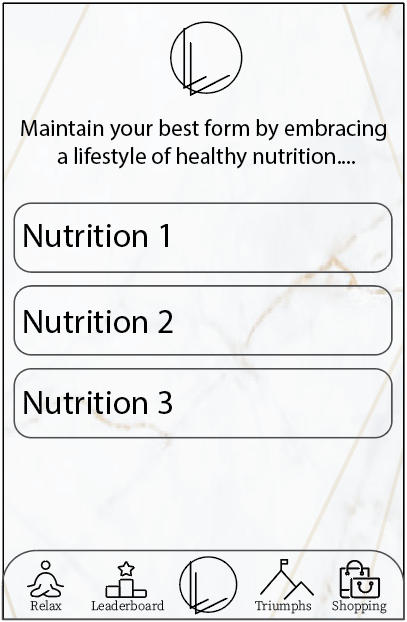 Maintain your best form by embracing
a lifestyle of healthy nutrition....
Nutrition 1
Nutrition 2
Nutrition 3
Relax
Leaderboard
Triumphs
Shopping